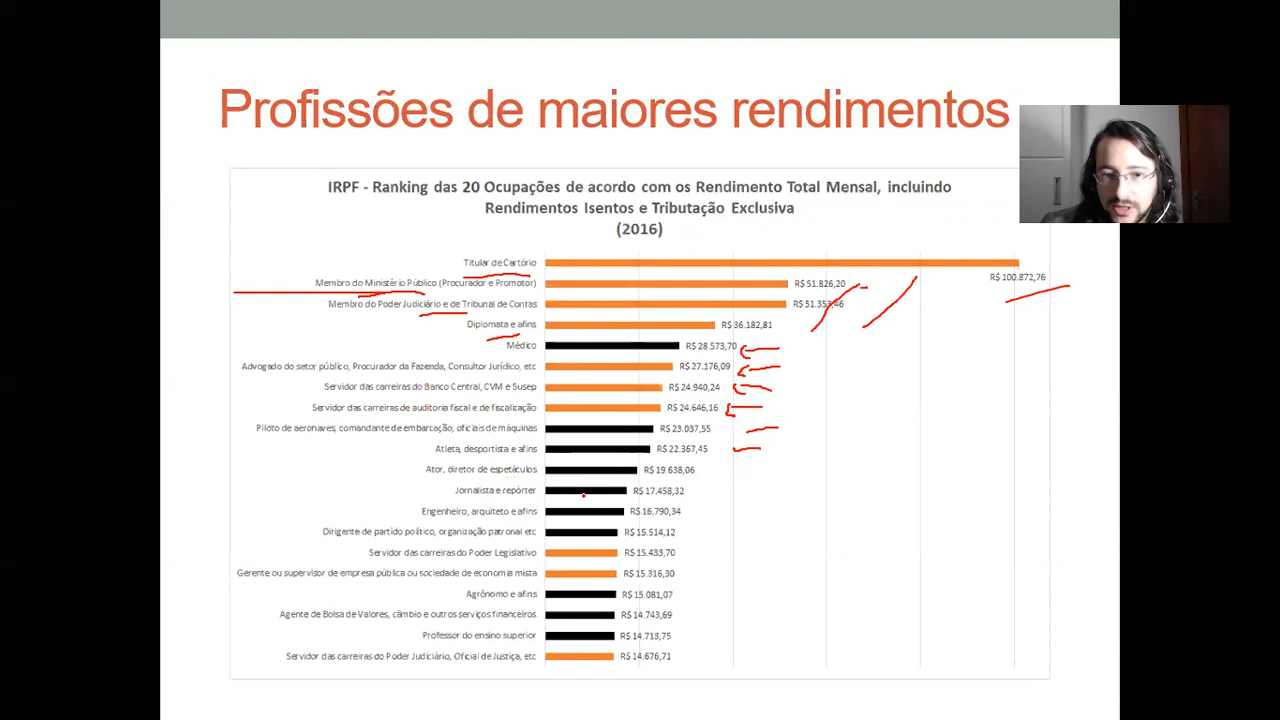 Profissões de maiores rendimentos
IRPF - Ranking das 20 Ocupações de acordo com os Rendimento Total Mensal, incluindo
Rendimentos Isentos e Tributação Exclusiva
(2016)
Titular de Cartório R$ 100.872,76
Membro do Ministério Público (Procurador e Promotor) R$ 51.826,20
Membro do Poder Judiciário e de Tribunal de Contas R$ 51.353,46
Diplomata e afins R$ 36.182,81
Médico R$ 28.573,70
Advogado do setor público, Procurador da Fazenda, Consultor Jurídico, etc R$ 27.176,09
Servidor das carreiras do Banco Central, CVM e Susep R$ 24.940,24
Servidor das carreiras de auditoria fiscal e de fiscalização R$ 24.646,16
Piloto de aeronaves, comandante de embarcação, oficiais de máquinas R$ 23.037,55
Atleta, desportista e afins R$ 22.367,45
Ator, diretor de espetáculos R$ 19.638,06
Jornalista e repórter R$ 17.458,32
Engenheiro, arquiteto e afins R$ 16.790,34
Dirigente de partido político, organização patronal etc R$ 15.514,12
Servidor das carreiras do Poder Legislativo R$ 15.433,70
Gerente ou supervisor de empresa pública ou sociedade de economia mista R$ 15.316,30
Agrônomo e afins R$ 15.081,07
Agente de Bolsa de Valores, câmbio e outros serviços financeiros R$ 14.743,69
Professor do ensino superior R$ 14.713,75
Servidor das carreiras do Poder Judiciário, Oficial de Justiça, etc R$ 14.676,71